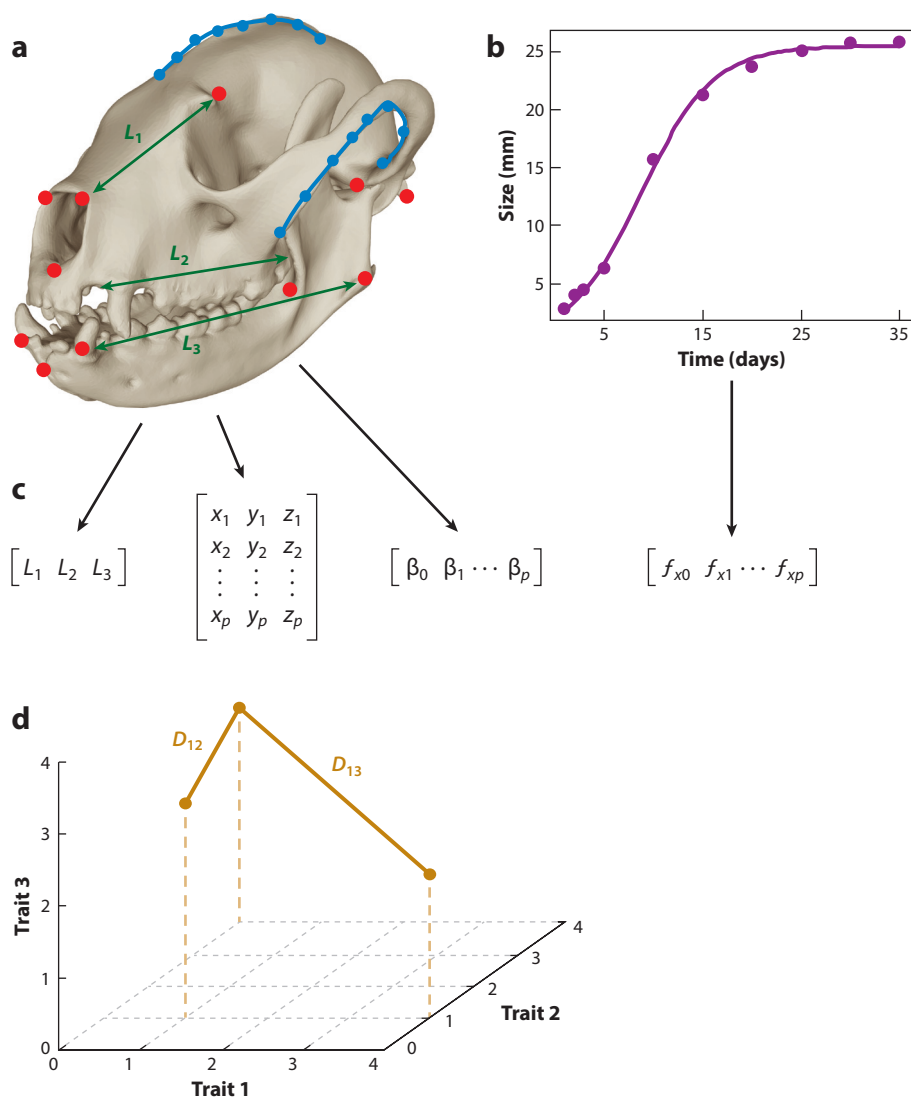 a
L1
L2
L3
b
25
20
15
10
5
Size (mm)
5 15 25 35
Time (days)
c
[L1 L2 L3]
[x1 y1 z1
x2 y2 z2
⋮ ⋮ ⋮
xp yp zp]
[β0 β1 ⋯ βp]
[fx0 fx1 ⋯ fxp]
d
D12
D13
4
3
2
1
0
Trait 3
0 1 2 3 4
Trait 1
0
1
2
3
4
Trait 2